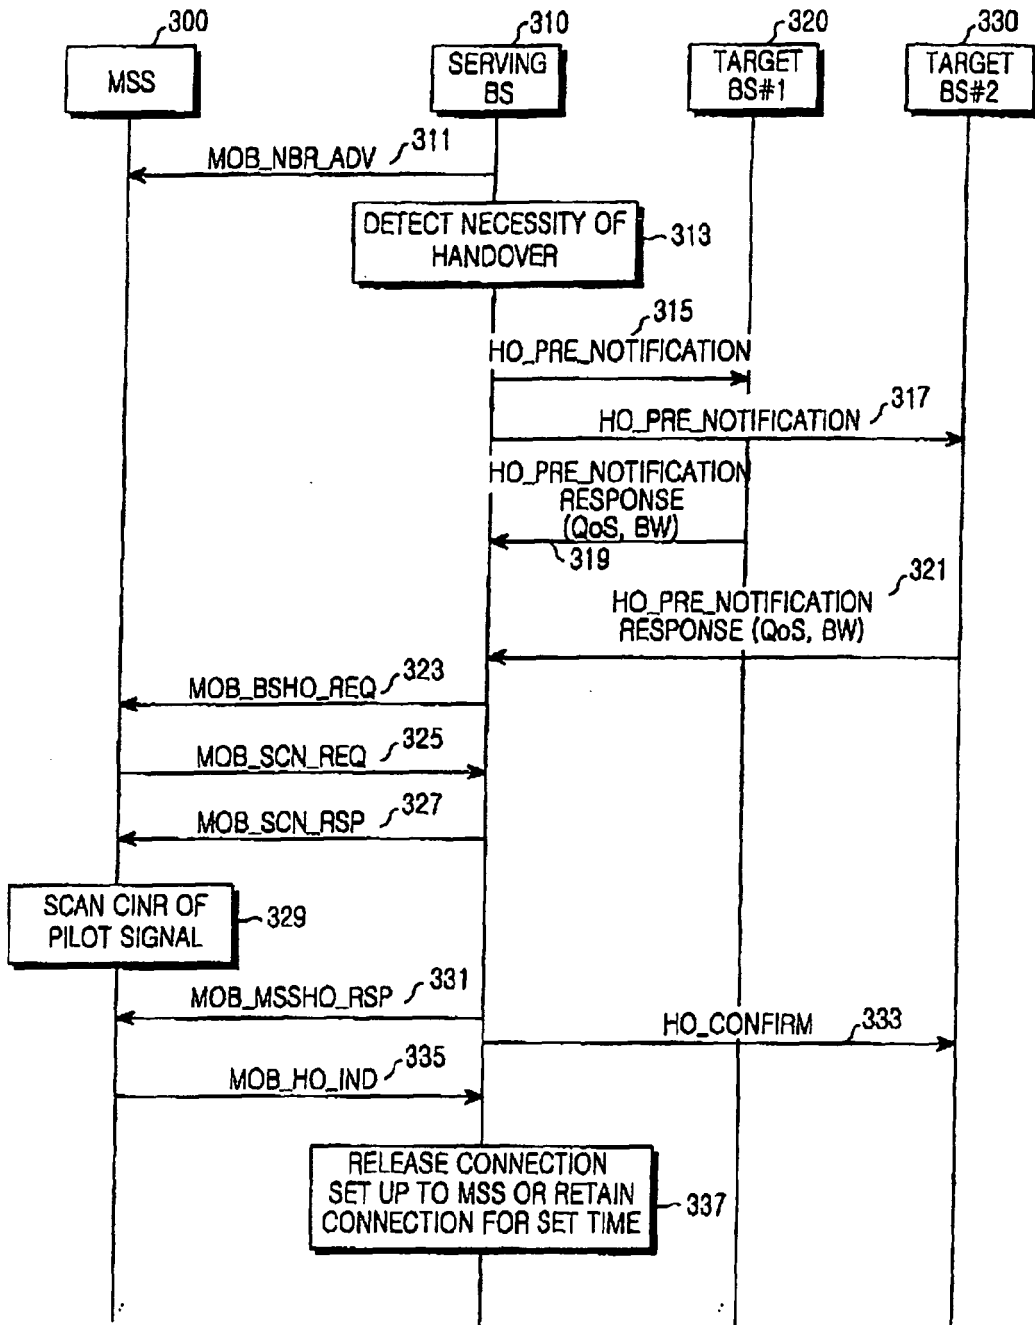 300
310
320
330
MSS
SERVING
BS
TARGET
BS#1
TARGET
BS#2
311
MOB_NBR_ADV
DETECT NECESSITY OF
HANDOVER
313
315
HO_PRE_NOTIFICATION
HO_PRE_NOTIFICATION
317
HO_PRE_NOTIFICATION
RESPONSE
(QoS, BW)
319
321
HO_PRE_NOTIFICATION
RESPONSE (QoS, BW)
MOB_BSHO_REQ
323
MOB_SCN_REQ
325
MOB_SCN_RSP
327
SCAN CINR OF
PILOT SIGNAL
329
MOB_MSSHO_RSP
331
HO_CONFIRM
333
MOB_HO_IND
335
RELEASE CONNECTION
SET UP TO MSS OR RETAIN
CONNECTION FOR SET TIME
337